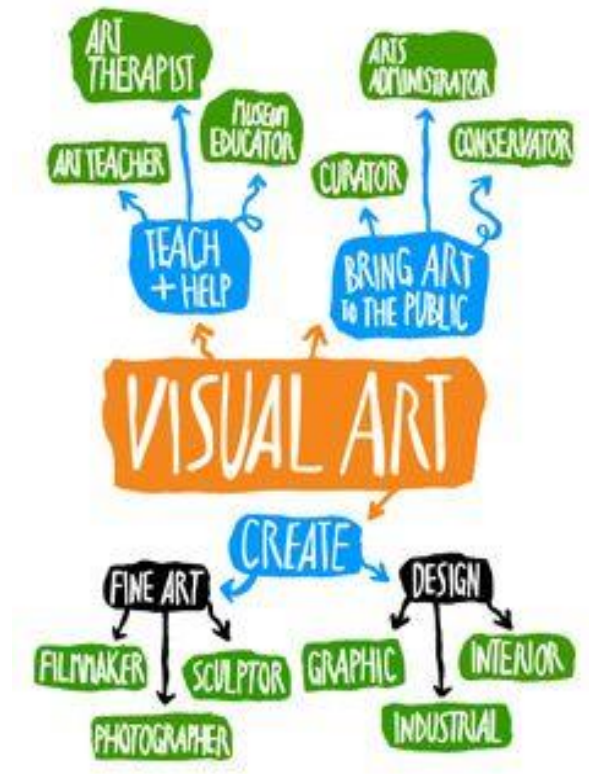 ART
THERAPIST
ARTS
ADMINISTRATOR
MUSEUM
EDUCATOR
ART TEACHER
CURATOR
CONSERVATOR
TEACH
+ HELP
BRING ART
TO THE PUBLIC
VISUAL ART
CREATE
FINE ART
DESIGN
FILMMAKER
SCULPTOR
GRAPHIC
INTERIOR
PHOTOGRAPHER
INDUSTRIAL